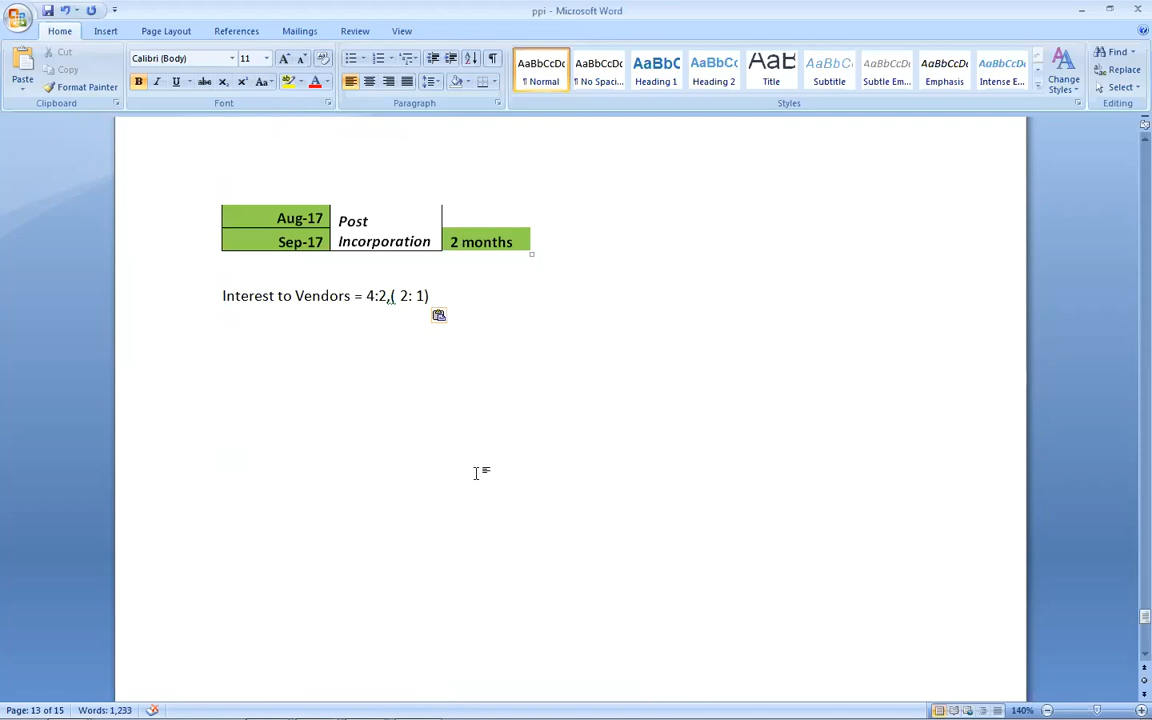 ppi - Microsoft Word
Home Insert Page Layout References Mailings Review View
Paste
Cut
Copy
Format Painter
Clipboard
Calibri (Body) 11
Font
Paragraph
AaBbCcDc AaBbCcDc AaBbC AaBbCc AaB AaBbCc. AaBbCcDc AaBbCcDc AaBbCcDc
¶ Normal ¶ No Spaci... Heading 1 Heading 2 Title Subtitle Subtle Em... Emphasis Intense E...
Change Styles
Styles
Find
Replace
Select
Editing
Aug-17
Sep-17
Post
Incorporation
2 months
Interest to Vendors = 4:2,( 2: 1)
Page: 13 of 15 Words: 1,233 140%